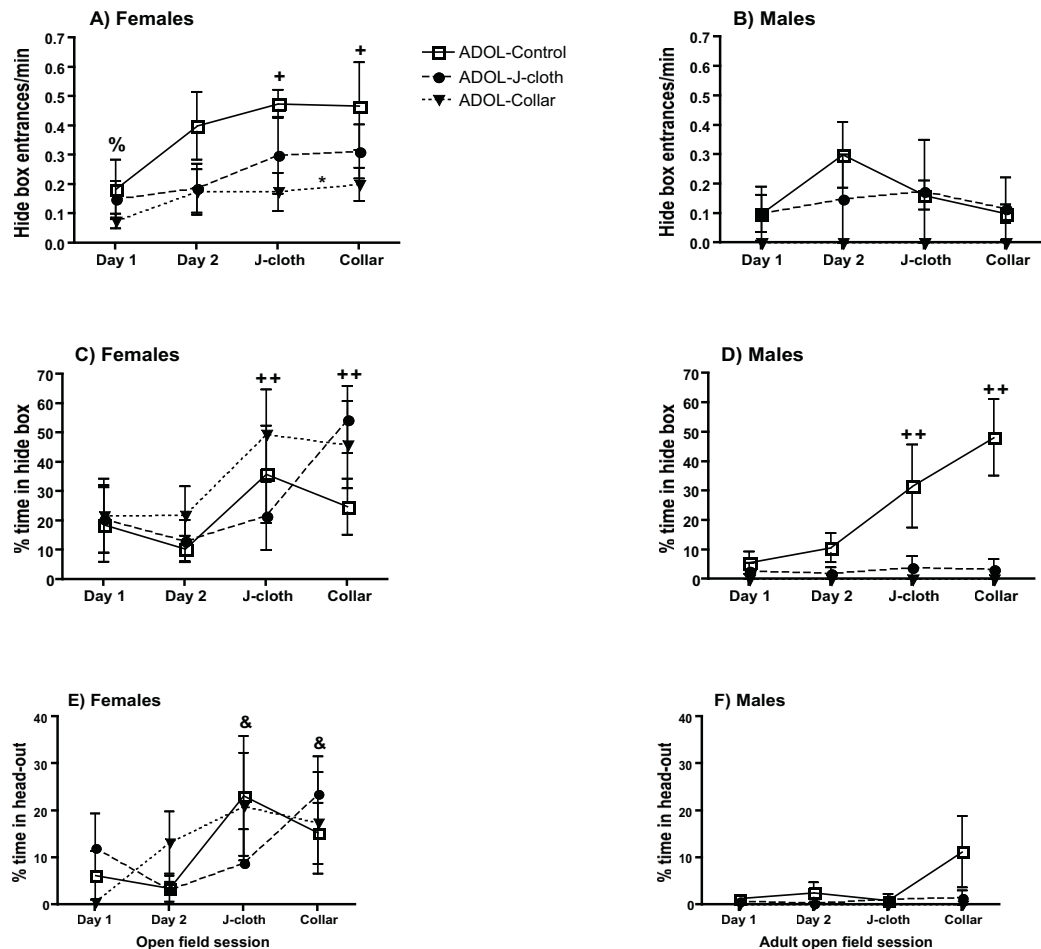 A) Females
Hide box entrances/min
0.7
0.6
0.5
0.4
0.3
0.2
0.1
0.0
%
+
+
*
Day 1 Day 2 J-cloth Collar
ADOL-Control
ADOL-J-cloth
ADOL-Collar
B) Males
Hide box entrances/min
0.7
0.6
0.5
0.4
0.3
0.2
0.1
0.0
Day 1 Day 2 J-cloth Collar
C) Females
% time in hide box
70
60
50
40
30
20
10
0
++ ++
Day 1 Day 2 J-cloth Collar
D) Males
% time in hide box
70
60
50
40
30
20
10
0
++
++
Day 1 Day 2 J-cloth Collar
E) Females
% time in head-out
40
30
20
10
0
&
&
Day 1 Day 2 J-cloth Collar
Open field session
F) Males
% time in head-out
40
30
20
10
0
Day 1 Day 2 J-cloth Collar
Adult open field session